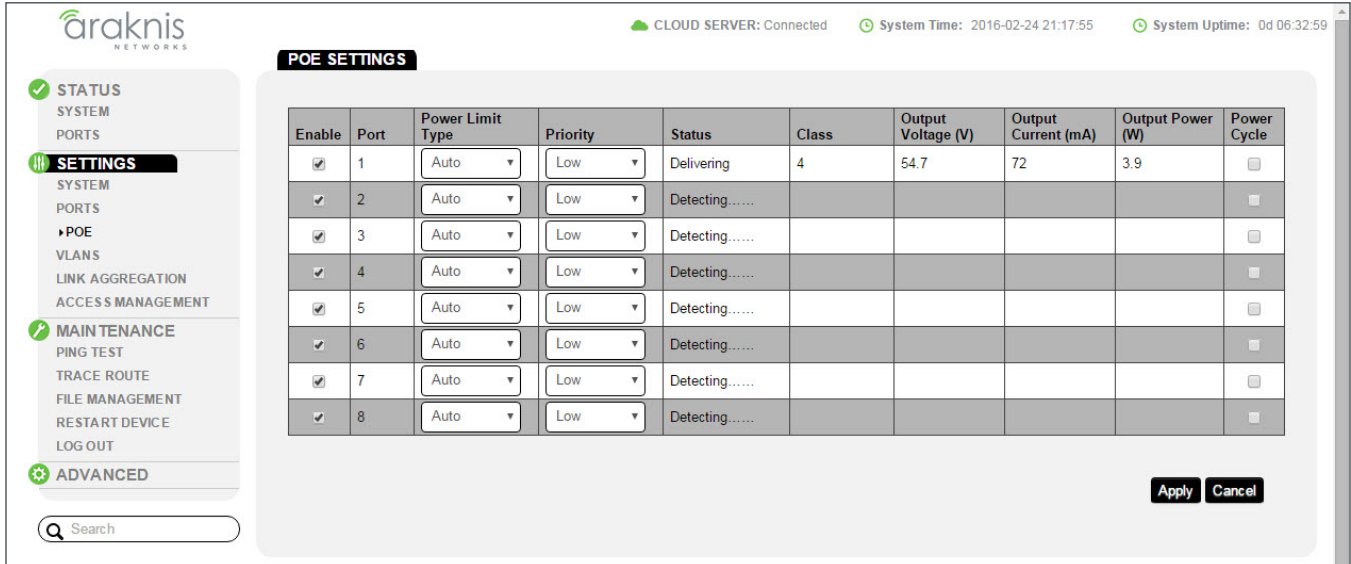 araknis
NETWORKS
CLOUD SERVER: Connected
System Time: 2016-02-24 21:17:55
System Uptime: 0d 06:32:59
STATUS
SYSTEM
PORTS
SETTINGS
SYSTEM
PORTS
POE
VLANS
LINK AGGREGATION
ACCESS MANAGEMENT
MAINTENANCE
PING TEST
TRACE ROUTE
FILE MANAGEMENT
RESTART DEVICE
LOG OUT
ADVANCED
Search
POE SETTINGS
Enable Port Power Limit Type Priority Status Class Output Voltage (V) Output Current (mA) Output Power (W) Power Cycle
1 Auto Low Delivering 4 54.7 72 3.9
2 Auto Low Detecting......
3 Auto Low Detecting......
4 Auto Low Detecting......
5 Auto Low Detecting......
6 Auto Low Detecting......
7 Auto Low Detecting......
8 Auto Low Detecting......
Apply Cancel